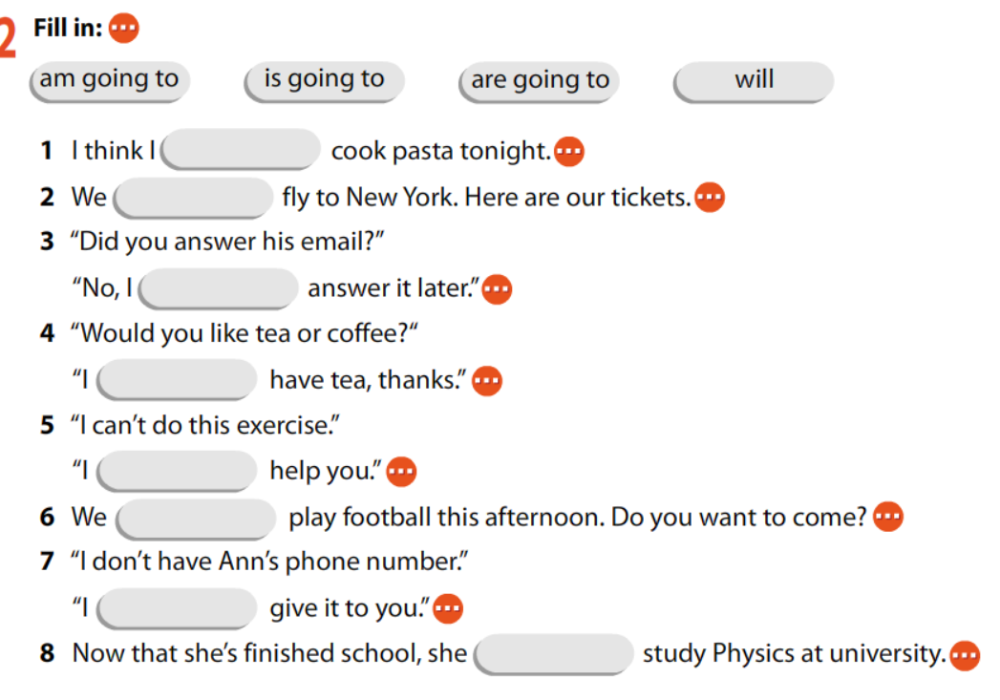 2 Fill in:
am going to is going to are going to will
1 I think I cook pasta tonight.
2 We fly to New York. Here are our tickets.
3 “Did you answer his email?”
“No, I answer it later.”
4 “Would you like tea or coffee?“
“I have tea, thanks.”
5 “I can’t do this exercise.”
“I help you.”
6 We play football this afternoon. Do you want to come?
7 “I don’t have Ann’s phone number.”
“I give it to you.”
8 Now that she’s finished school, she study Physics at university.